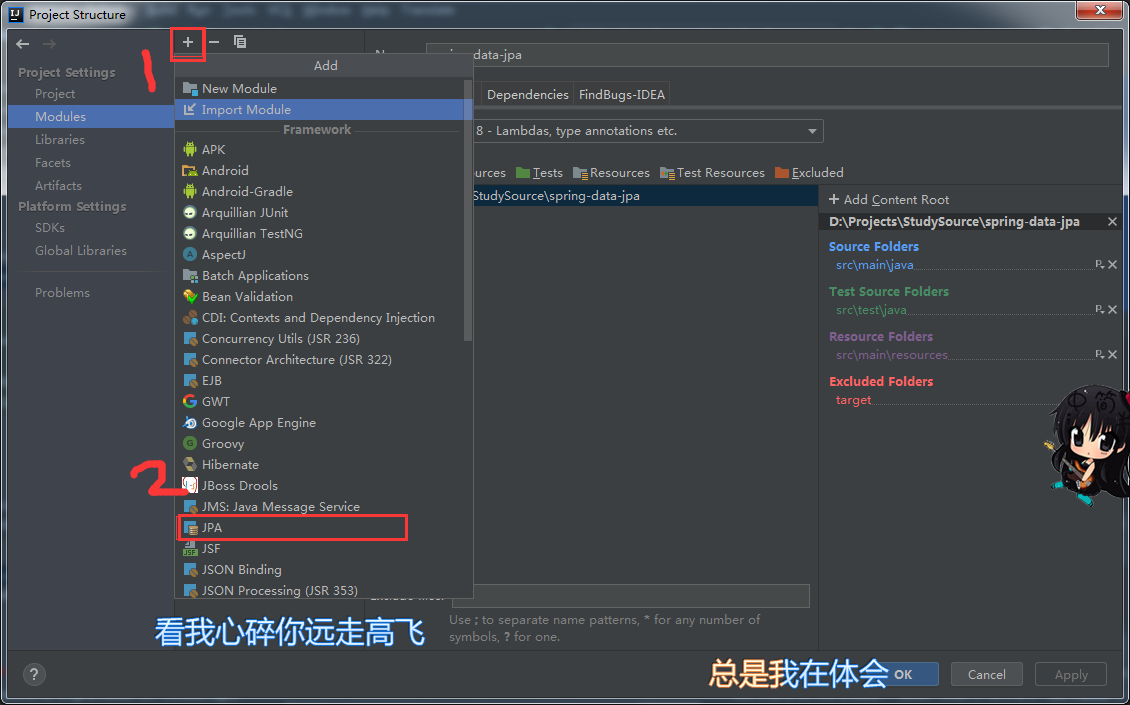 Project Structure
Add
New Module
Import Module
Framework
APK
Android
Android-Gradle
Arquillian JUnit
Arquillian TestNG
AspectJ
Batch Applications
Bean Validation
CDI: Contexts and Dependency Injection
Concurrency Utils (JSR 236)
Connector Architecture (JSR 322)
EJB
GWT
Google App Engine
Groovy
Hibernate
JBoss Drools
JMS: Java Message Service
JPA
JSF
JSON Binding
JSON Processing (JSR 353)
1
2
Project Settings
Project
Modules
Libraries
Facets
Artifacts
Platform Settings
SDKs
Global Libraries
Problems
data-jpa
Dependencies
FindBugs-IDEA
8 - Lambdas, type annotations etc.
Tests
Resources
Test Resources
Excluded
StudySource\spring-data-jpa
Add Content Root
D:\Projects\StudySource\spring-data-jpa
Source Folders
src\main\java
Test Source Folders
src\test\java
Resource Folders
src\main\resources
Excluded Folders
target
中 简
Use ; to separate name patterns, * for any number of
symbols, ? for one.
看我心碎你远走高飞
总是我在体会
?
OK
Cancel
Apply